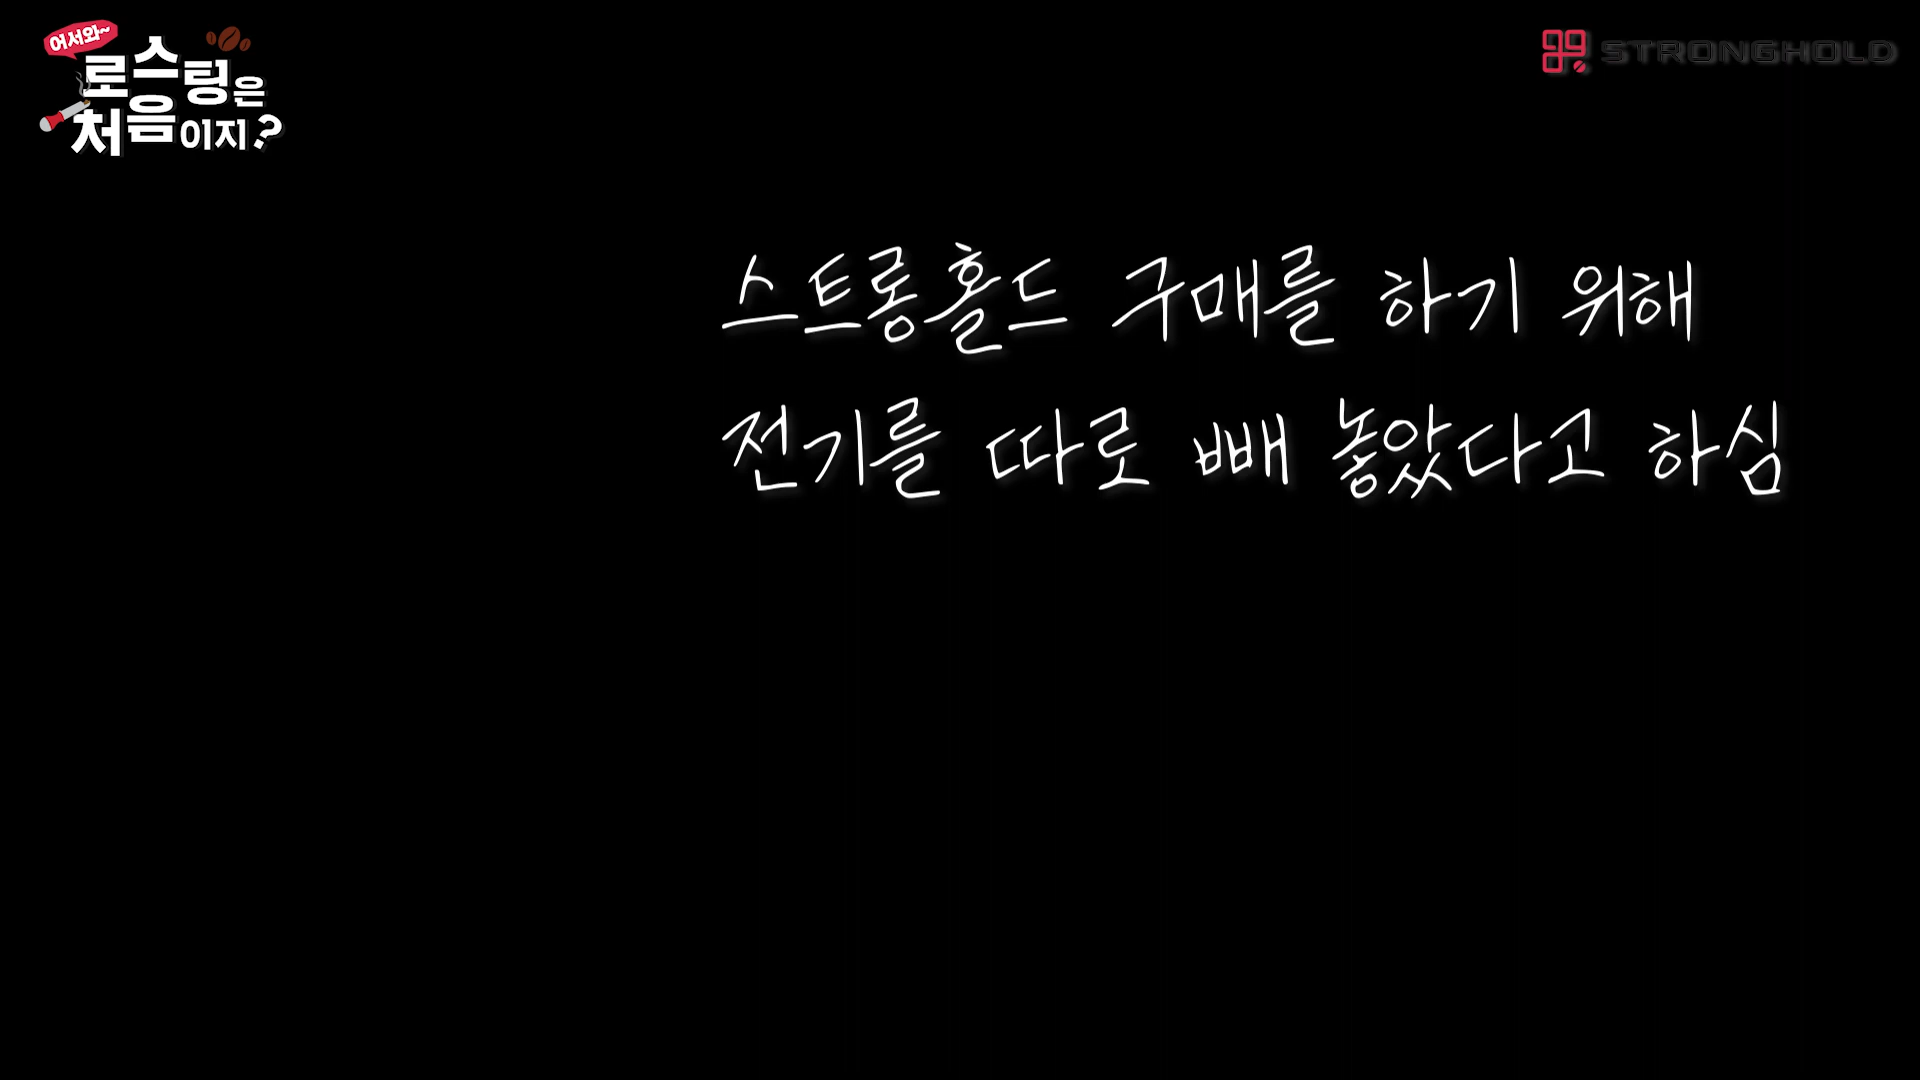 어서와~
로스팅은
처음이지?
STRONGHOLD
스트롱홀드 구매를 하기 위해
전기를 따로 빼 놓았다고 하심